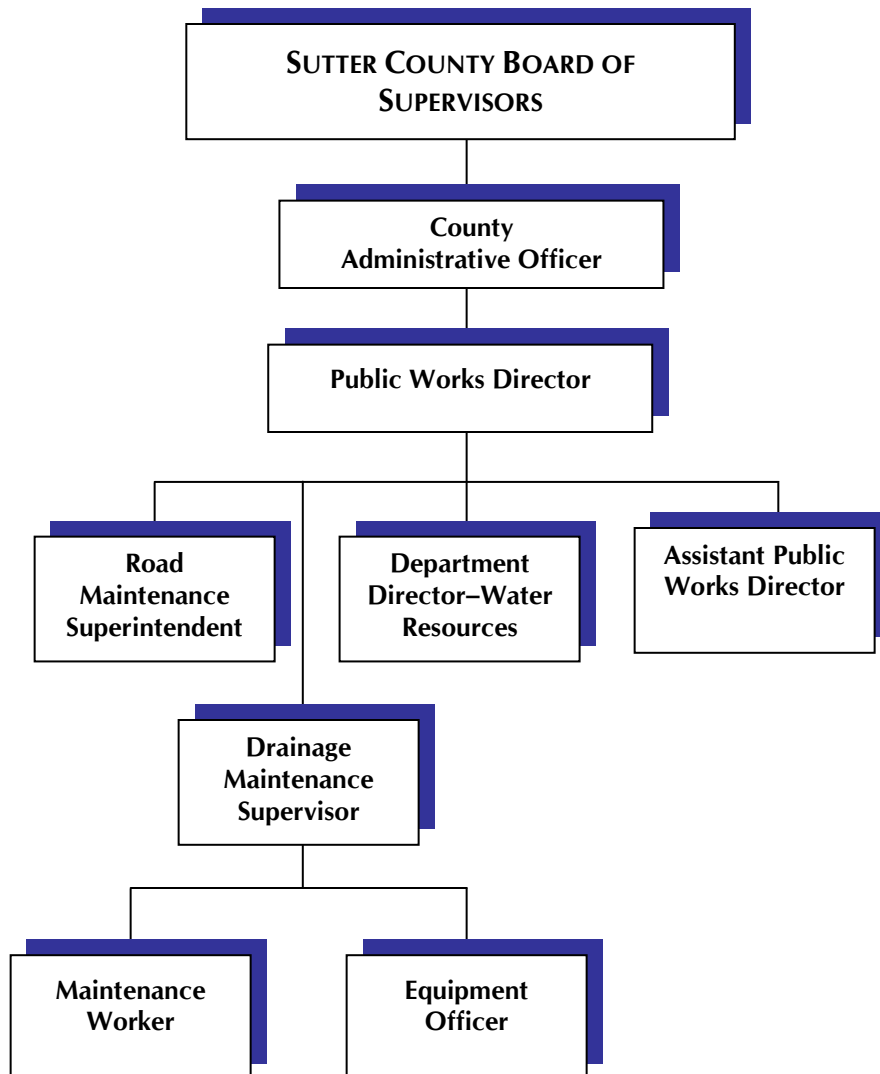 SUTTER COUNTY BOARD OF
SUPERVISORS
County
Administrative Officer
Public Works Director
Road
Maintenance
Superintendent
Department
Director–Water
Resources
Assistant Public
Works Director
Drainage
Maintenance
Supervisor
Maintenance
Worker
Equipment
Officer